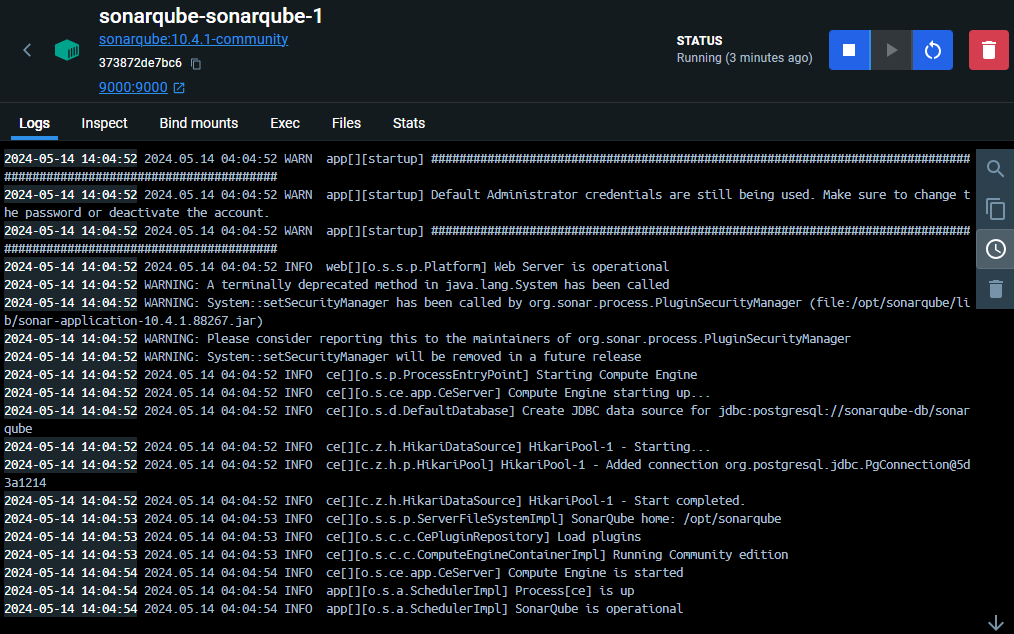 sonarqube-sonarqube-1
sonarqube:10.4.1-community
373872de7bc6
9000:9000
STATUS
Running (3 minutes ago)
Logs Inspect Bind mounts Exec Files Stats
2024-05-14 14:04:52 2024.05.14 04:04:52 WARN  app[][startup] #############################################################################
#######################################
2024-05-14 14:04:52 2024.05.14 04:04:52 WARN  app[][startup] Default Administrator credentials are still being used. Make sure to change t
he password or deactivate the account.
2024-05-14 14:04:52 2024.05.14 04:04:52 WARN  app[][startup] #############################################################################
#######################################
2024-05-14 14:04:52 2024.05.14 04:04:52 INFO  web[][o.s.s.p.Platform] Web Server is operational
2024-05-14 14:04:52 WARNING: A terminally deprecated method in java.lang.System has been called
2024-05-14 14:04:52 WARNING: System::setSecurityManager has been called by org.sonar.process.PluginSecurityManager (file:/opt/sonarqube/li
b/sonar-application-10.4.1.88267.jar)
2024-05-14 14:04:52 WARNING: Please consider reporting this to the maintainers of org.sonar.process.PluginSecurityManager
2024-05-14 14:04:52 WARNING: System::setSecurityManager will be removed in a future release
2024-05-14 14:04:52 2024.05.14 04:04:52 INFO  ce[][o.s.p.ProcessEntryPoint] Starting Compute Engine
2024-05-14 14:04:52 2024.05.14 04:04:52 INFO  ce[][o.s.ce.app.CeServer] Compute Engine starting up...
2024-05-14 14:04:52 2024.05.14 04:04:52 INFO  ce[][o.s.d.DefaultDatabase] Create JDBC data source for jdbc:postgresql://sonarqube-db/sonar
qube
2024-05-14 14:04:52 2024.05.14 04:04:52 INFO  ce[][c.z.h.HikariDataSource] HikariPool-1 - Starting...
2024-05-14 14:04:52 2024.05.14 04:04:52 INFO  ce[][c.z.h.p.HikariPool] HikariPool-1 - Added connection org.postgresql.jdbc.PgConnection@5d
3a1214
2024-05-14 14:04:52 2024.05.14 04:04:52 INFO  ce[][c.z.h.HikariDataSource] HikariPool-1 - Start completed.
2024-05-14 14:04:53 2024.05.14 04:04:53 INFO  ce[][o.s.s.p.ServerFileSystemImpl] SonarQube home: /opt/sonarqube
2024-05-14 14:04:53 2024.05.14 04:04:53 INFO  ce[][o.s.c.c.CePluginRepository] Load plugins
2024-05-14 14:04:53 2024.05.14 04:04:53 INFO  ce[][o.s.c.c.ComputeEngineContainerImpl] Running Community edition
2024-05-14 14:04:54 2024.05.14 04:04:54 INFO  ce[][o.s.ce.app.CeServer] Compute Engine is started
2024-05-14 14:04:54 2024.05.14 04:04:54 INFO  app[][o.s.a.SchedulerImpl] Process[ce] is up
2024-05-14 14:04:54 2024.05.14 04:04:54 INFO  app[][o.s.a.SchedulerImpl] SonarQube is operational